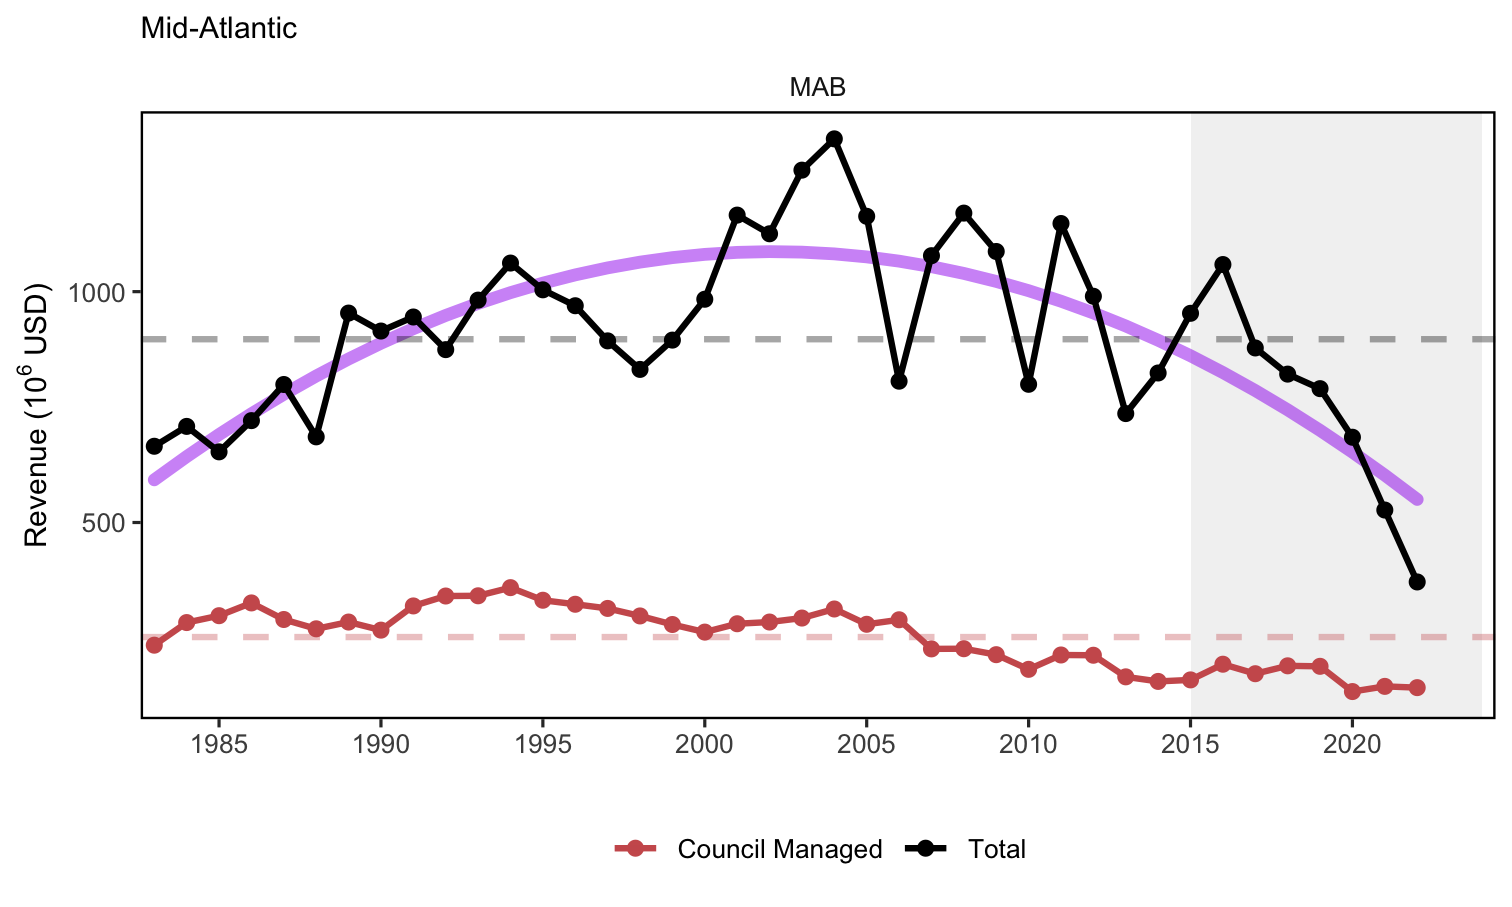 Mid-Atlantic
MAB
Revenue (10⁶ USD)
1000
500
1985 1990 1995 2000 2005 2010 2015 2020
Council Managed Total